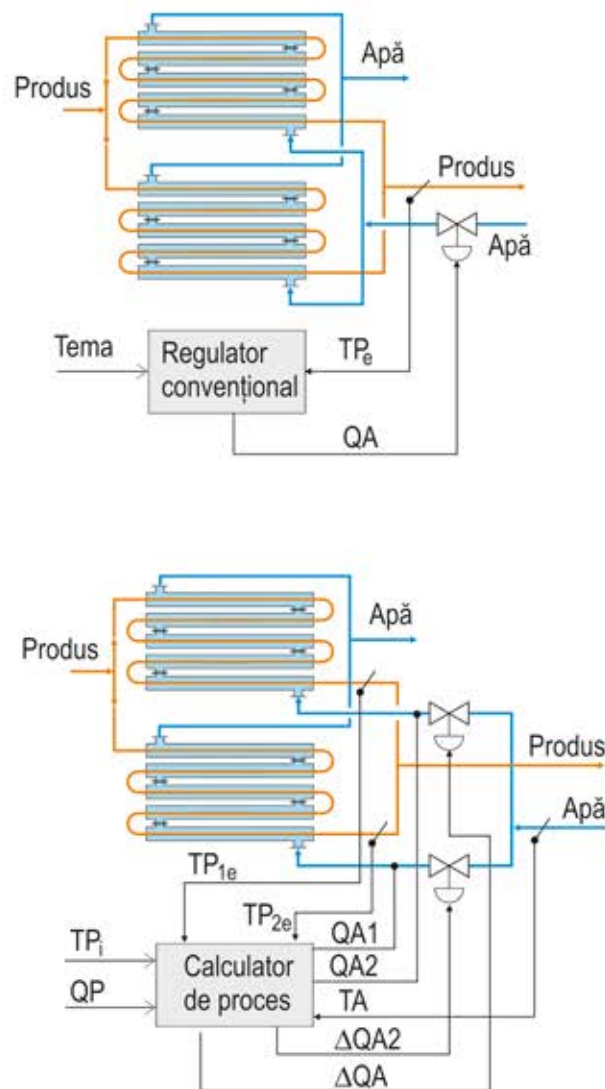 Apă
Produs
Produs
Apă
Tema
Regulator
convențional
TPe
QA
Apă
Produs
Produs
Apă
TP1e
TP2e
QA1
TPi
Calculator
de proces
QA2
QP
TA
ΔQA2
ΔQA